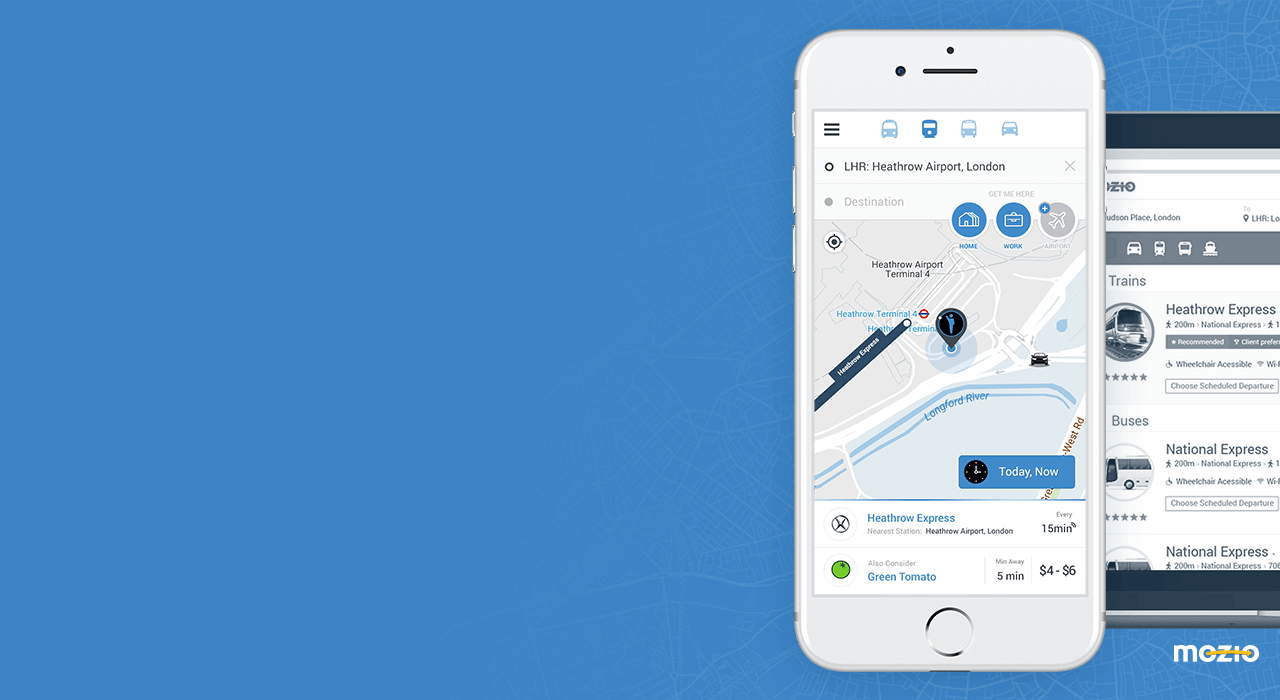 LHR: Heathrow Airport, London
Destination
GET ME HERE
HOME
WORK
AIRPORT
Heathrow Airport
Terminal 4
Heathrow Terminal 4
Heathrow Express
Longford River
-West Rd
Today, Now
Heathrow Express
Nearest Station: Heathrow Airport, London
Every
15min
Also Consider
Green Tomato
Min Away
5 min
$4 - $6
To
udson Place, London
LHR: Lo
Trains
Heathrow Express
200m › National Express ›
Recommended
Client prefer
Wheelchair Acessible
Wi-F
Choose Scheduled Departure
Buses
National Express
200m › National Express ›
Wheelchair Acessible
Wi-F
Choose Scheduled Departure
National Express
200m › National Express › 706
mozio